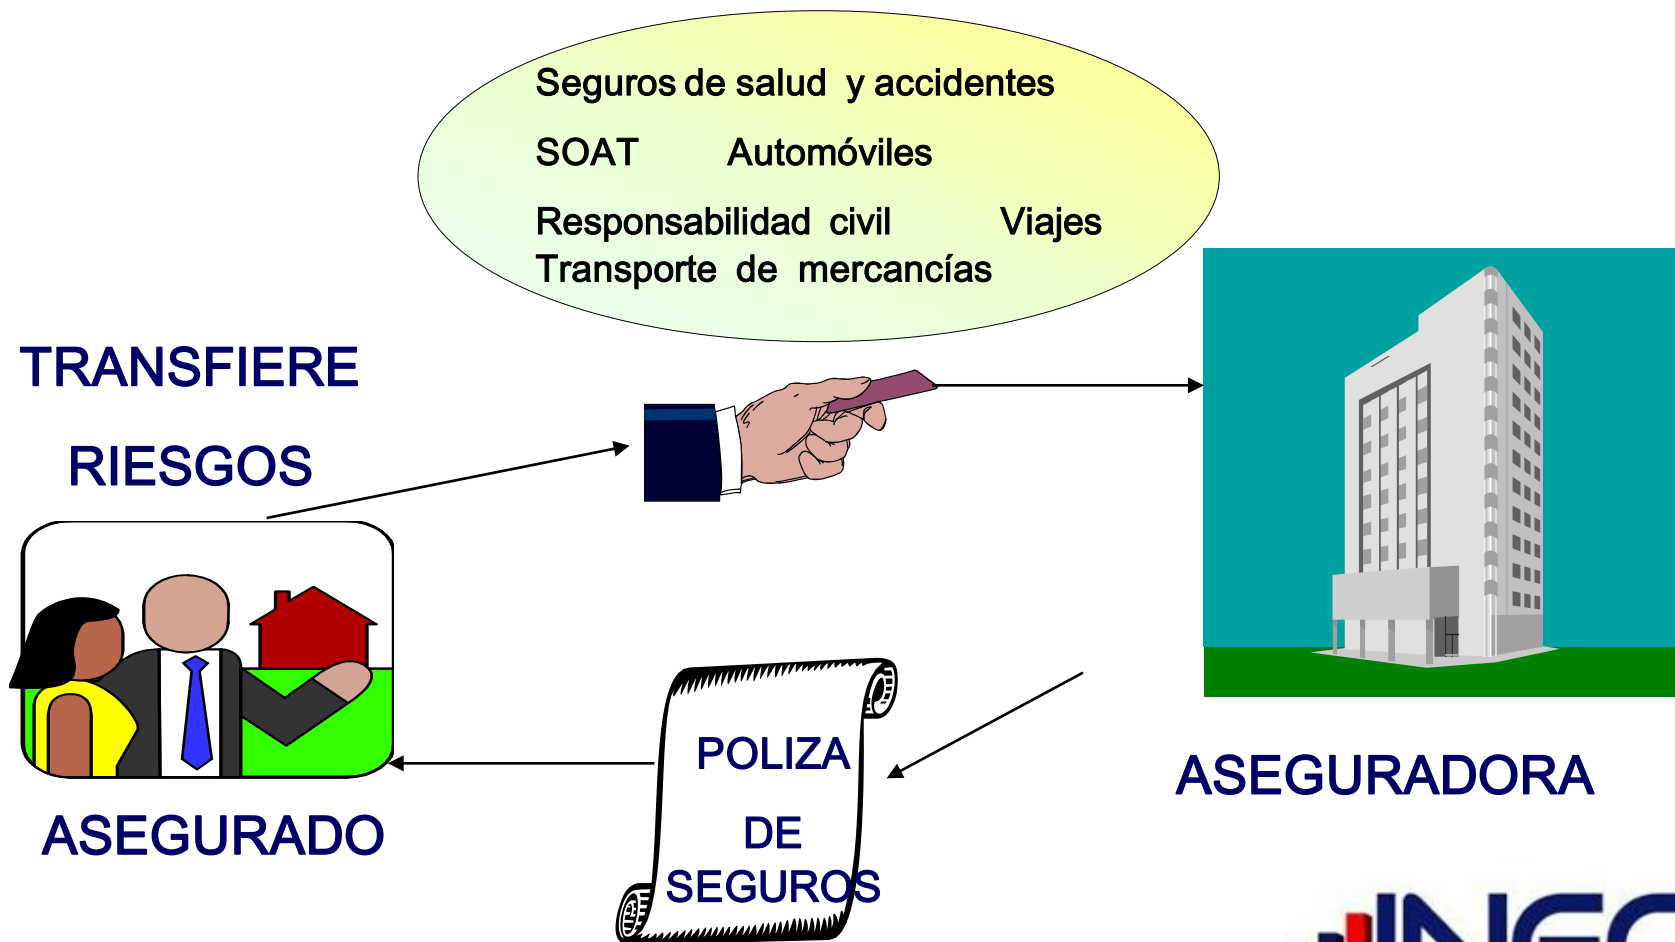 Seguros de salud y accidentes
SOAT Automóviles
Responsabilidad civil Viajes
Transporte de mercancías
TRANSFIERE
RIESGOS
ASEGURADO
POLIZA
DE
SEGUROS
ASEGURADORA